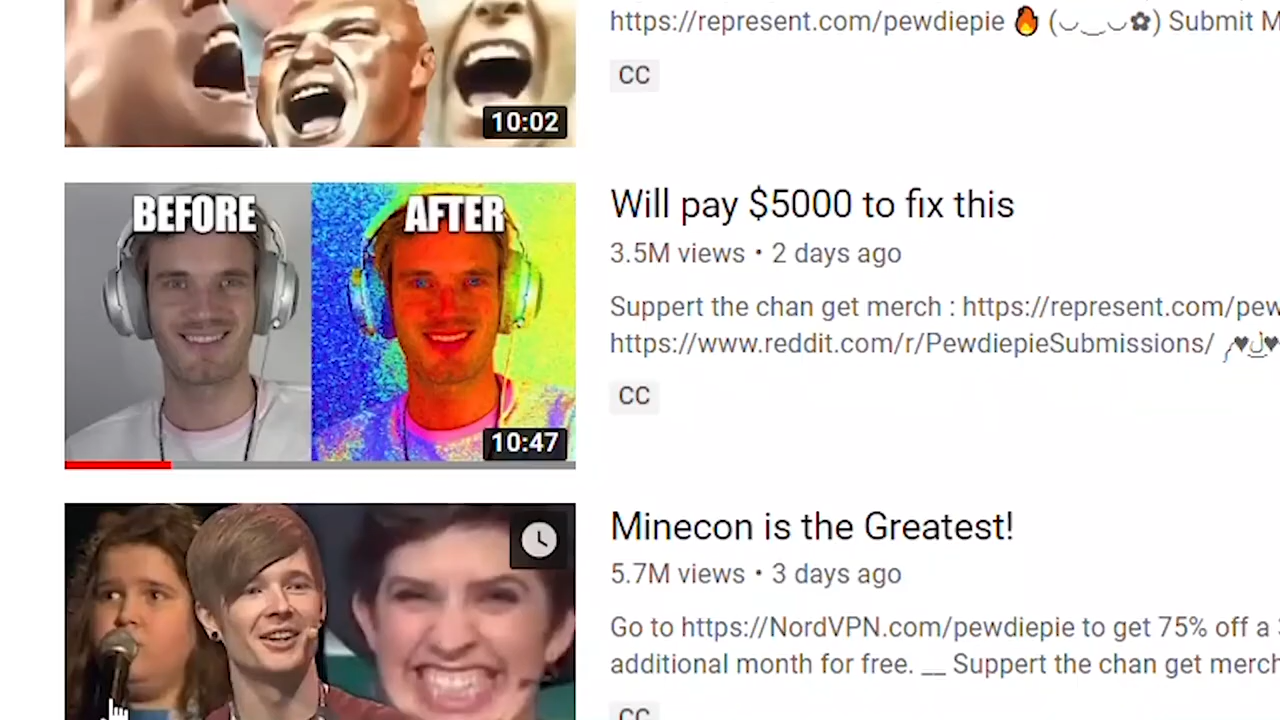 https://represent.com/pewdiepie 🔥 (◡‿◡✿) Submit M
CC
10:02
BEFORE AFTER
10:47
Will pay $5000 to fix this
3.5M views • 2 days ago
Suppert the chan get merch : https://represent.com/pew
https://www.reddit.com/r/PewdiepieSubmissions/
CC
Minecon is the Greatest!
5.7M views • 3 days ago
Go to https://NordVPN.com/pewdiepie to get 75% off a
additional month for free. __ Suppert the chan get merch
CC